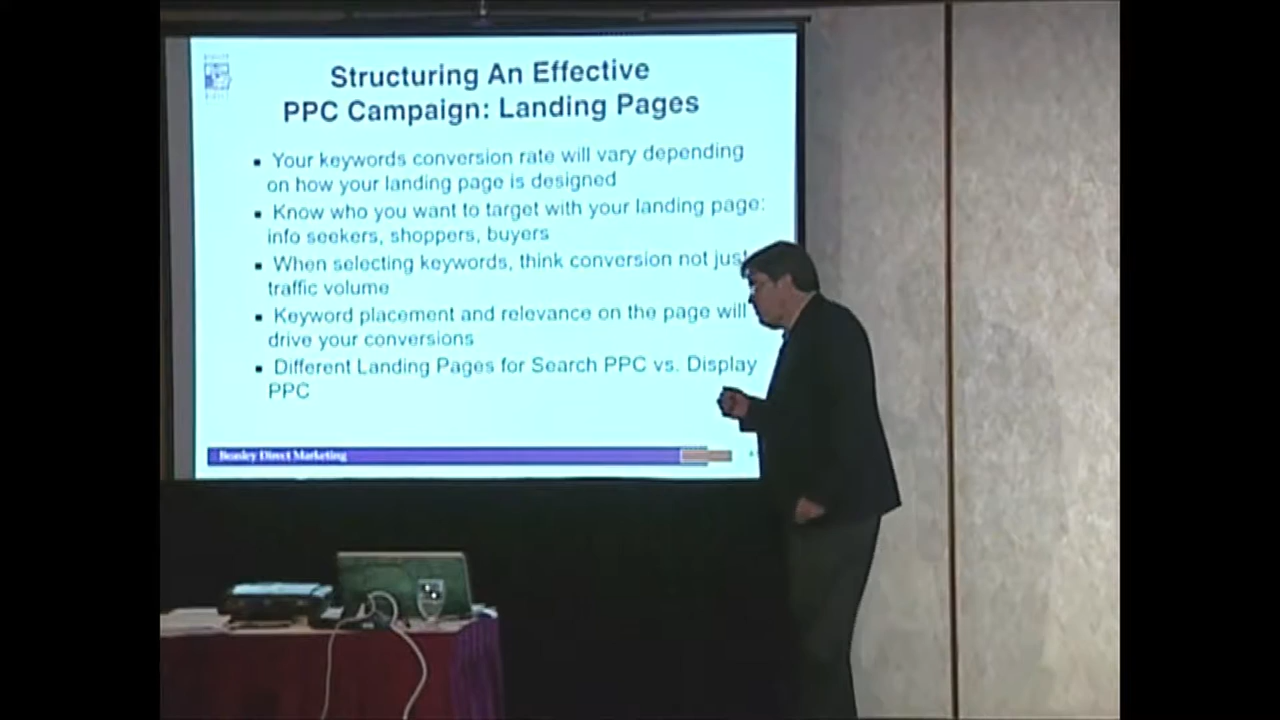 Structuring An Effective
PPC Campaign: Landing Pages
▪ Your keywords conversion rate will vary depending
on how your landing page is designed
▪ Know who you want to target with your landing page:
info seekers, shoppers, buyers
▪ When selecting keywords, think conversion not just
traffic volume
▪ Keyword placement and relevance on the page will
drive your conversions
▪ Different Landing Pages for Search PPC vs. Display
PPC
Beasley Direct Marketing